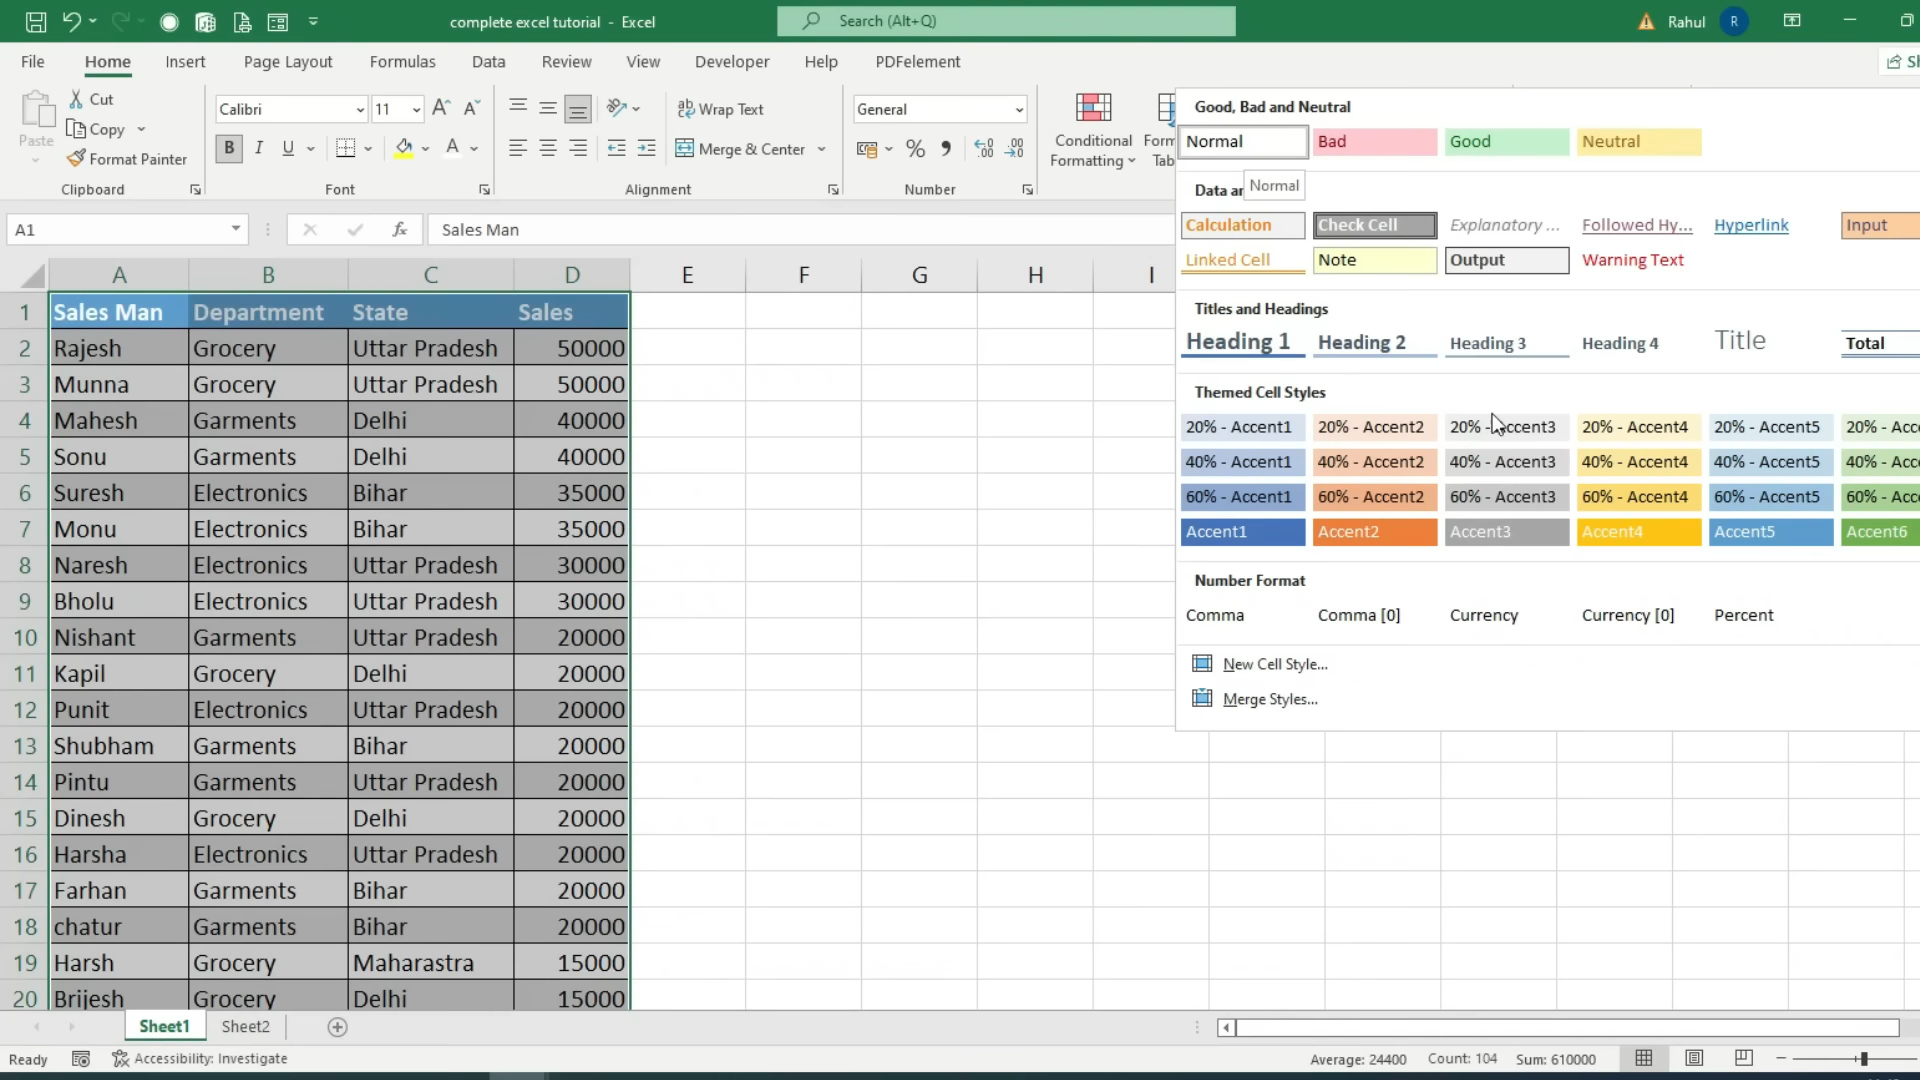 complete excel tutorial - Excel
Search (Alt+Q)
Rahul
R
File Home Insert Page Layout Formulas Data Review View Developer Help PDFelement
Paste
Cut
Copy
Format Painter
Clipboard
Calibri
11
B I U
Font
Wrap Text
Merge & Center
Alignment
General
Number
Conditional
Formatting
Good, Bad and Neutral
Normal Bad Good Neutral
Normal
Calculation Check Cell Explanatory ... Followed Hy... Hyperlink Input
Linked Cell Note Output Warning Text
Titles and Headings
Heading 1 Heading 2 Heading 3 Heading 4 Title Total
Themed Cell Styles
20% - Accent1 20% - Accent2 20% - Accent3 20% - Accent4 20% - Accent5 20% - Acce
40% - Accent1 40% - Accent2 40% - Accent3 40% - Accent4 40% - Accent5 40% - Acce
60% - Accent1 60% - Accent2 60% - Accent3 60% - Accent4 60% - Accent5 60% - Acce
Accent1 Accent2 Accent3 Accent4 Accent5 Accent6
Number Format
Comma Comma [0] Currency Currency [0] Percent
New Cell Style...
Merge Styles...
A1
fx
Sales Man
A B C D E F G H I
1 Sales Man Department State Sales
2 Rajesh Grocery Uttar Pradesh 50000
3 Munna Grocery Uttar Pradesh 50000
4 Mahesh Garments Delhi 40000
5 Sonu Garments Delhi 40000
6 Suresh Electronics Bihar 35000
7 Monu Electronics Bihar 35000
8 Naresh Electronics Uttar Pradesh 30000
9 Bholu Electronics Uttar Pradesh 30000
10 Nishant Garments Uttar Pradesh 20000
11 Kapil Grocery Delhi 20000
12 Punit Electronics Uttar Pradesh 20000
13 Shubham Garments Bihar 20000
14 Pintu Garments Uttar Pradesh 20000
15 Dinesh Grocery Delhi 20000
16 Harsha Electronics Uttar Pradesh 20000
17 Farhan Garments Bihar 20000
18 chatur Garments Bihar 20000
19 Harsh Grocery Maharastra 15000
20 Brijesh Grocery Delhi 15000
Sheet1 Sheet2
Ready
Accessibility: Investigate
Average: 24400 Count: 104 Sum: 610000